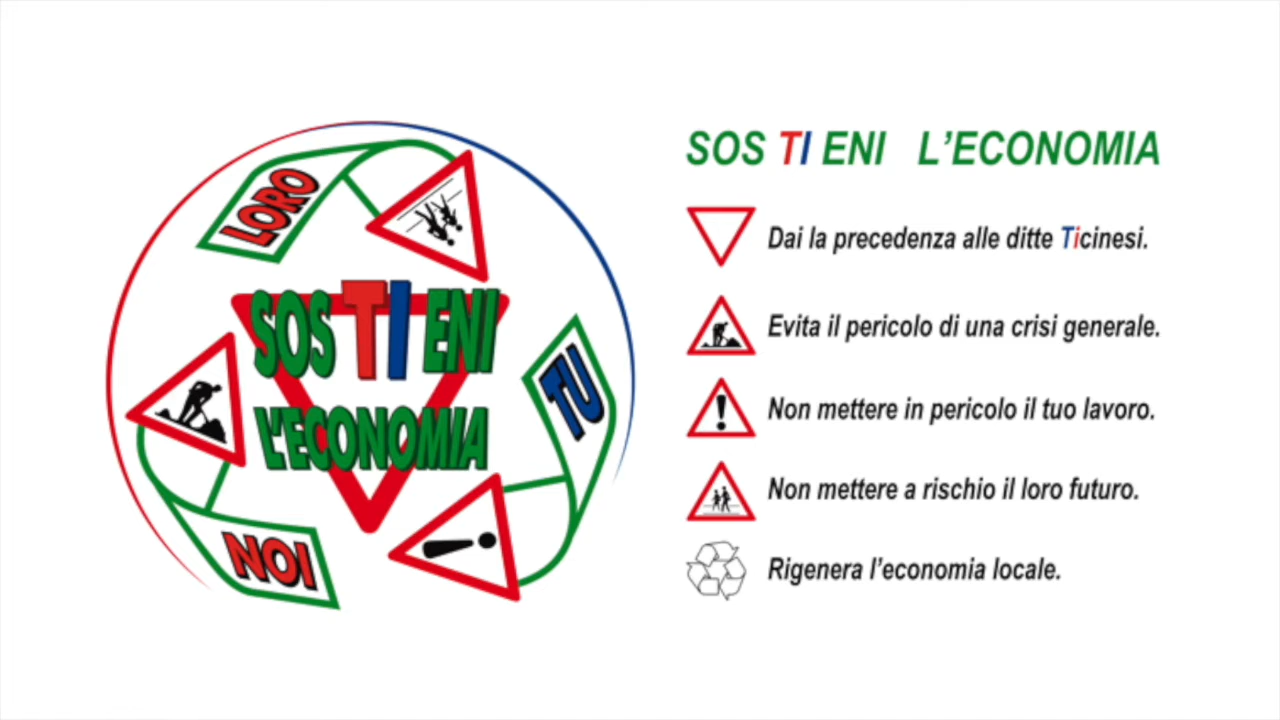 LORO
SOS TI ENI
L'ECONOMIA
TU
NOI
SOS TI ENI L'ECONOMIA
Dai la precedenza alle ditte Ticinesi.
Evita il pericolo di una crisi generale.
Non mettere in pericolo il tuo lavoro.
Non mettere a rischio il loro futuro.
Rigenera l'economia locale.